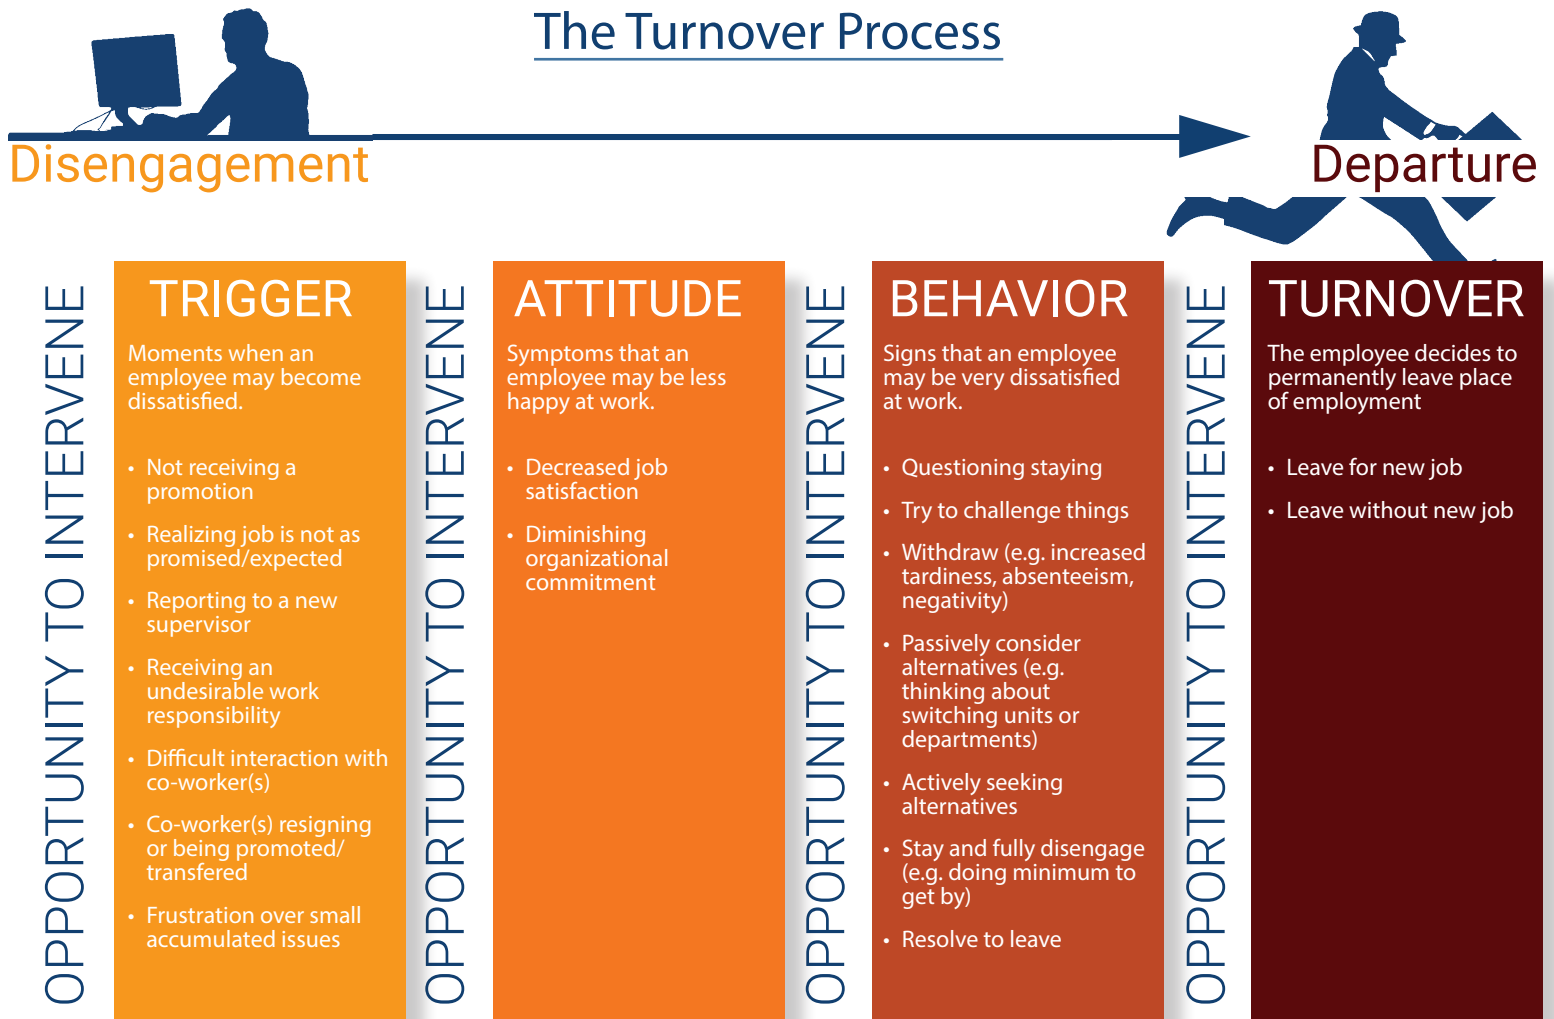 The Turnover Process
Disengagement
Departure
OPPORTUNITY TO INTERVENE
TRIGGER
Moments when an
employee may become
dissatisfied.
• Not receiving a
promotion
• Realizing job is not as
promised/expected
• Reporting to a new
supervisor
• Receiving an
undesirable work
responsibility
• Difficult interaction with
co-worker(s)
• Co-worker(s) resigning
or being promoted/
transfered
• Frustration over small
accumulated issues
OPPORTUNITY TO INTERVENE
ATTITUDE
Symptoms that an
employee may be less
happy at work.
• Decreased job
satisfaction
• Diminishing
organizational
commitment
OPPORTUNITY TO INTERVENE
BEHAVIOR
Signs that an employee
may be very dissatisfied
at work.
• Questioning staying
• Try to challenge things
• Withdraw (e.g. increased
tardiness, absenteeism,
negativity)
• Passively consider
alternatives (e.g.
thinking about
switching units or
departments)
• Actively seeking
alternatives
• Stay and fully disengage
(e.g. doing minimum to
get by)
• Resolve to leave
OPPORTUNITY TO INTERVENE
TURNOVER
The employee decides to
permanently leave place
of employment
• Leave for new job
• Leave without new job